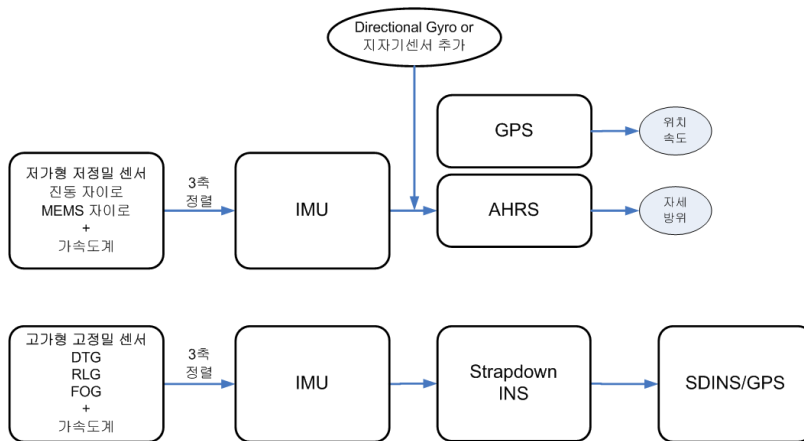 Directional Gyro or
지자기센서 추가
GPS
위치
속도
저가형 저정밀 센서
진동 자이로
MEMS 자이로
+
가속도계
3축
정렬
IMU
AHRS
자세
방위
고가형 고정밀 센서
DTG
RLG
FOG
+
가속도계
3축
정렬
IMU
Strapdown
INS
SDINS/GPS